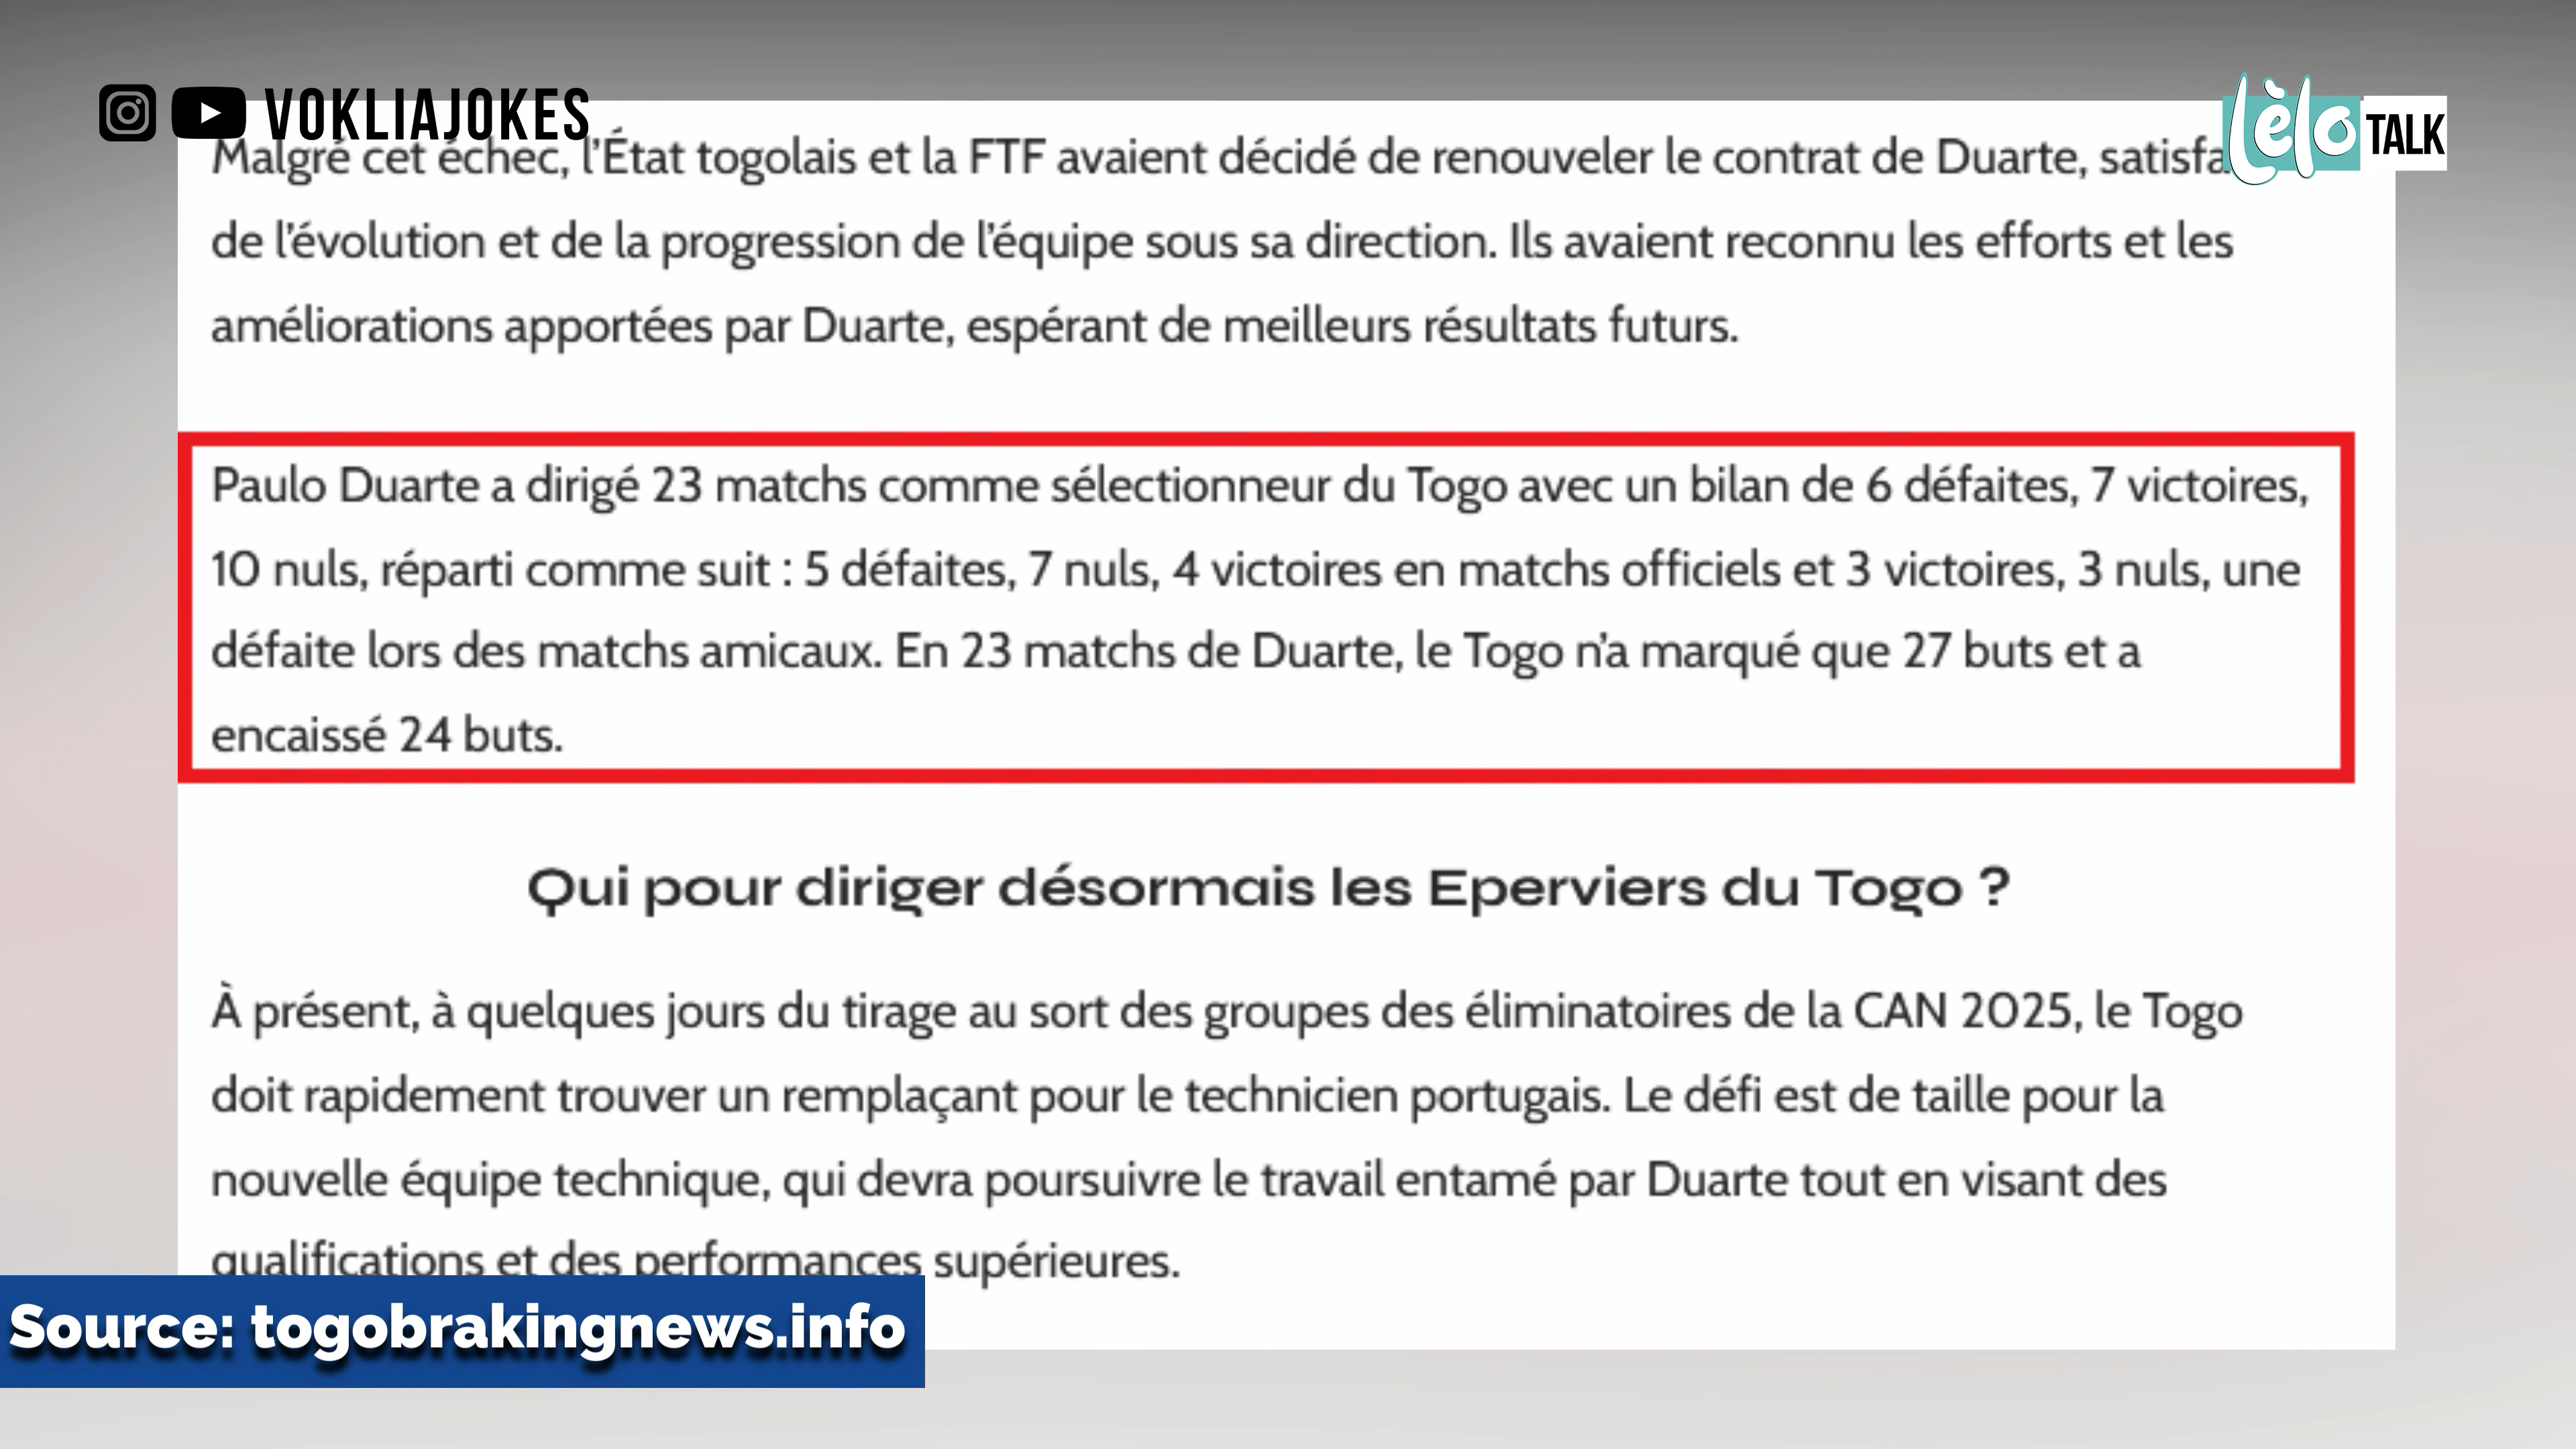 VOKLIAJOKES
Lèlo TALK
Malgré cet échec, l'État togolais et la FTF avaient décidé de renouveler le contrat de Duarte,
de l'évolution et de la progression de l'équipe sous sa direction. Ils avaient reconnu les efforts et les
améliorations apportées par Duarte, espérant de meilleurs résultats futurs.
Paulo Duarte a dirigé 23 matchs comme sélectionneur du Togo avec un bilan de 6 défaites, 7 victoires,
10 nuls, réparti comme suit : 5 défaites, 7 nuls, 4 victoires en matchs officiels et 3 victoires, 3 nuls, une
défaite lors des matchs amicaux. En 23 matchs de Duarte, le Togo n'a marqué que 27 buts et a
encaissé 24 buts.
Qui pour diriger désormais les Eperviers du Togo ?
À présent, à quelques jours du tirage au sort des groupes des éliminatoires de la CAN 2025, le Togo
doit rapidement trouver un remplaçant pour le technicien portugais. Le défi est de taille pour la
nouvelle équipe technique, qui devra poursuivre le travail entamé par Duarte tout en visant des
qualifications et des performances supérieures.
Source: togobrakingnews.info